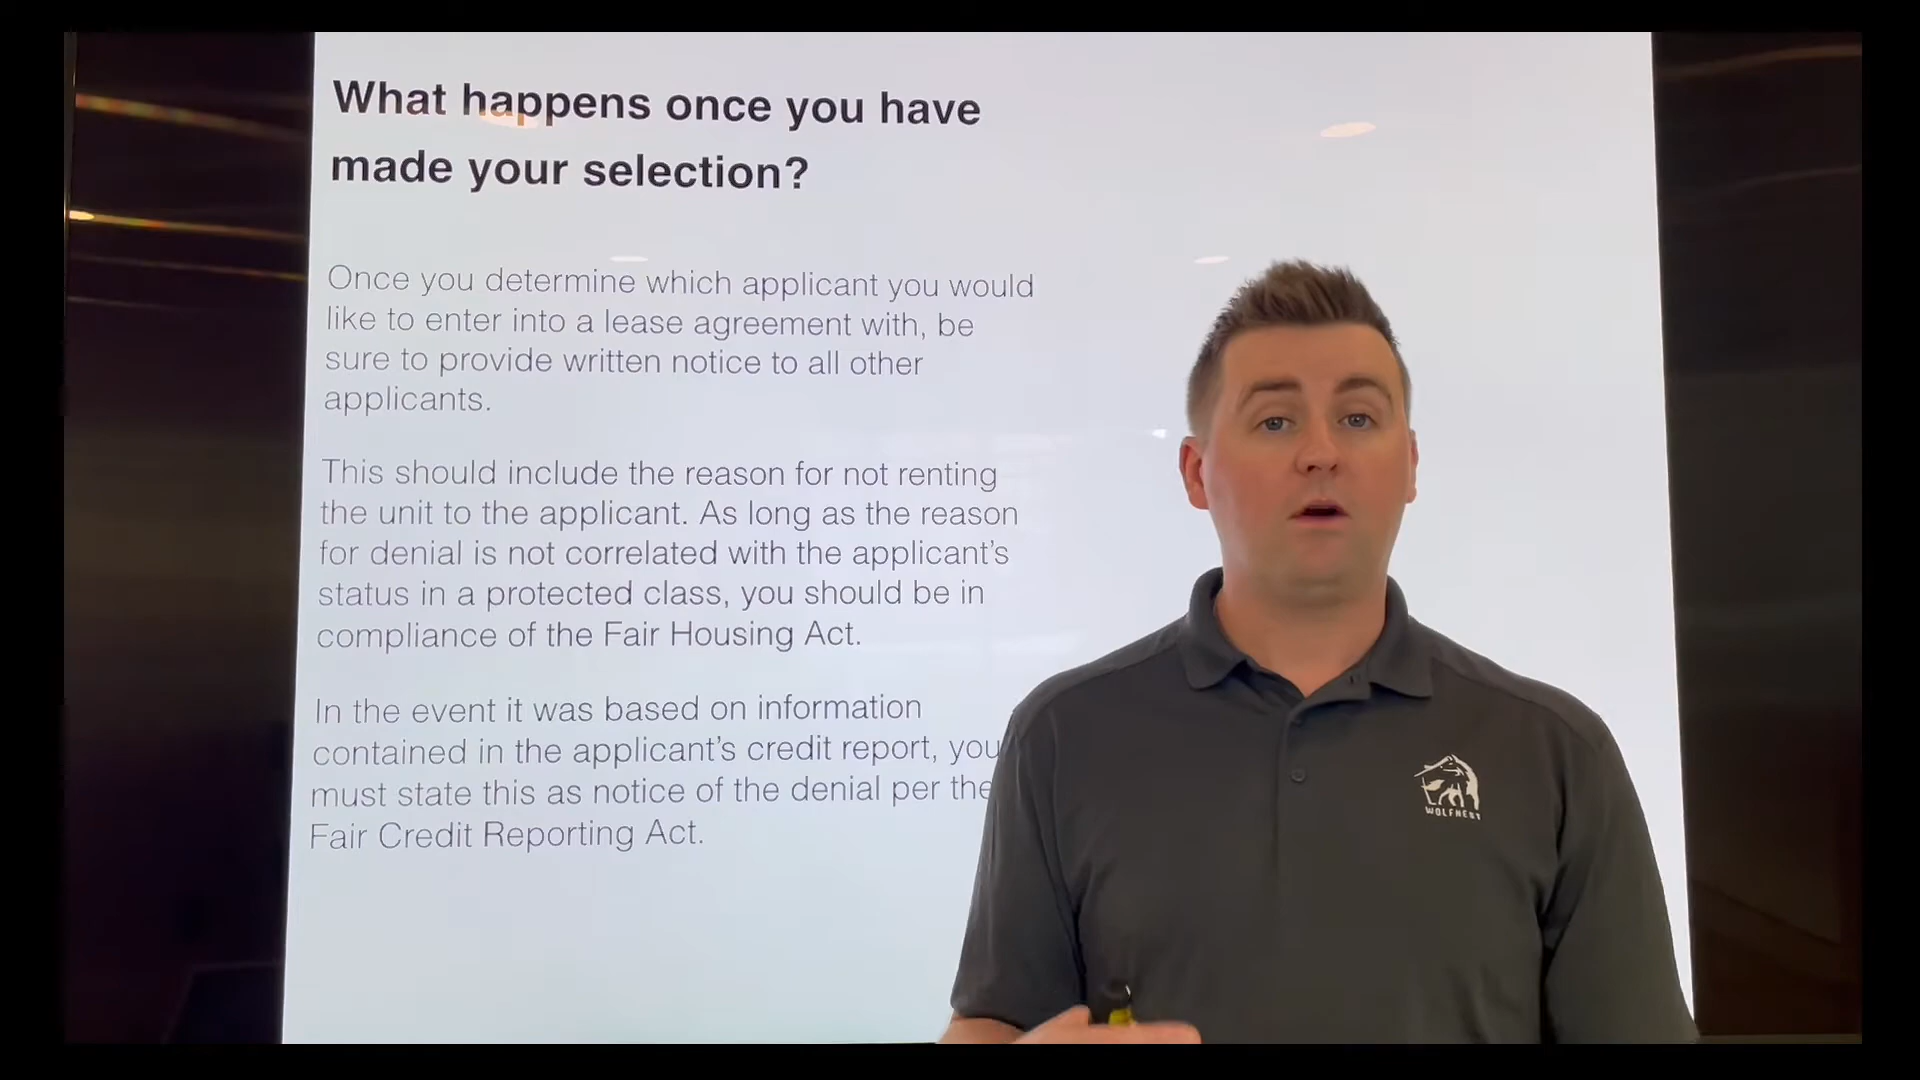 What happens once you have
made your selection?
Once you determine which applicant you would
like to enter into a lease agreement with, be
sure to provide written notice to all other
applicants.
This should include the reason for not renting
the unit to the applicant. As long as the reason
for denial is not correlated with the applicant's
status in a protected class, you should be in
compliance of the Fair Housing Act.
In the event it was based on information
contained in the applicant's credit report, you
must state this as notice of the denial per the
Fair Credit Reporting Act.
WOLFNEST